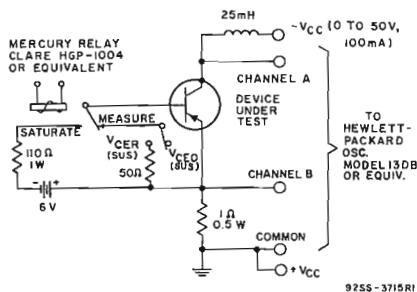 25mH
-VCC (0 TO 50V,
100mA)
MERCURY RELAY
CLARE HGP-1004
OR EQUIVALENT
CHANNEL A
DEVICE
UNDER
TEST
MEASURE
SATURATE
VCER
(SUS)
VCEO
(SUS)
TO
HEWLETT-
PACKARD
OSC.
MODEL 13DB
OR EQUIV.
110Ω
1W
50Ω
- +
6V
CHANNEL B
1Ω
0.5W
COMMON
+VCC
92SS-3715RI